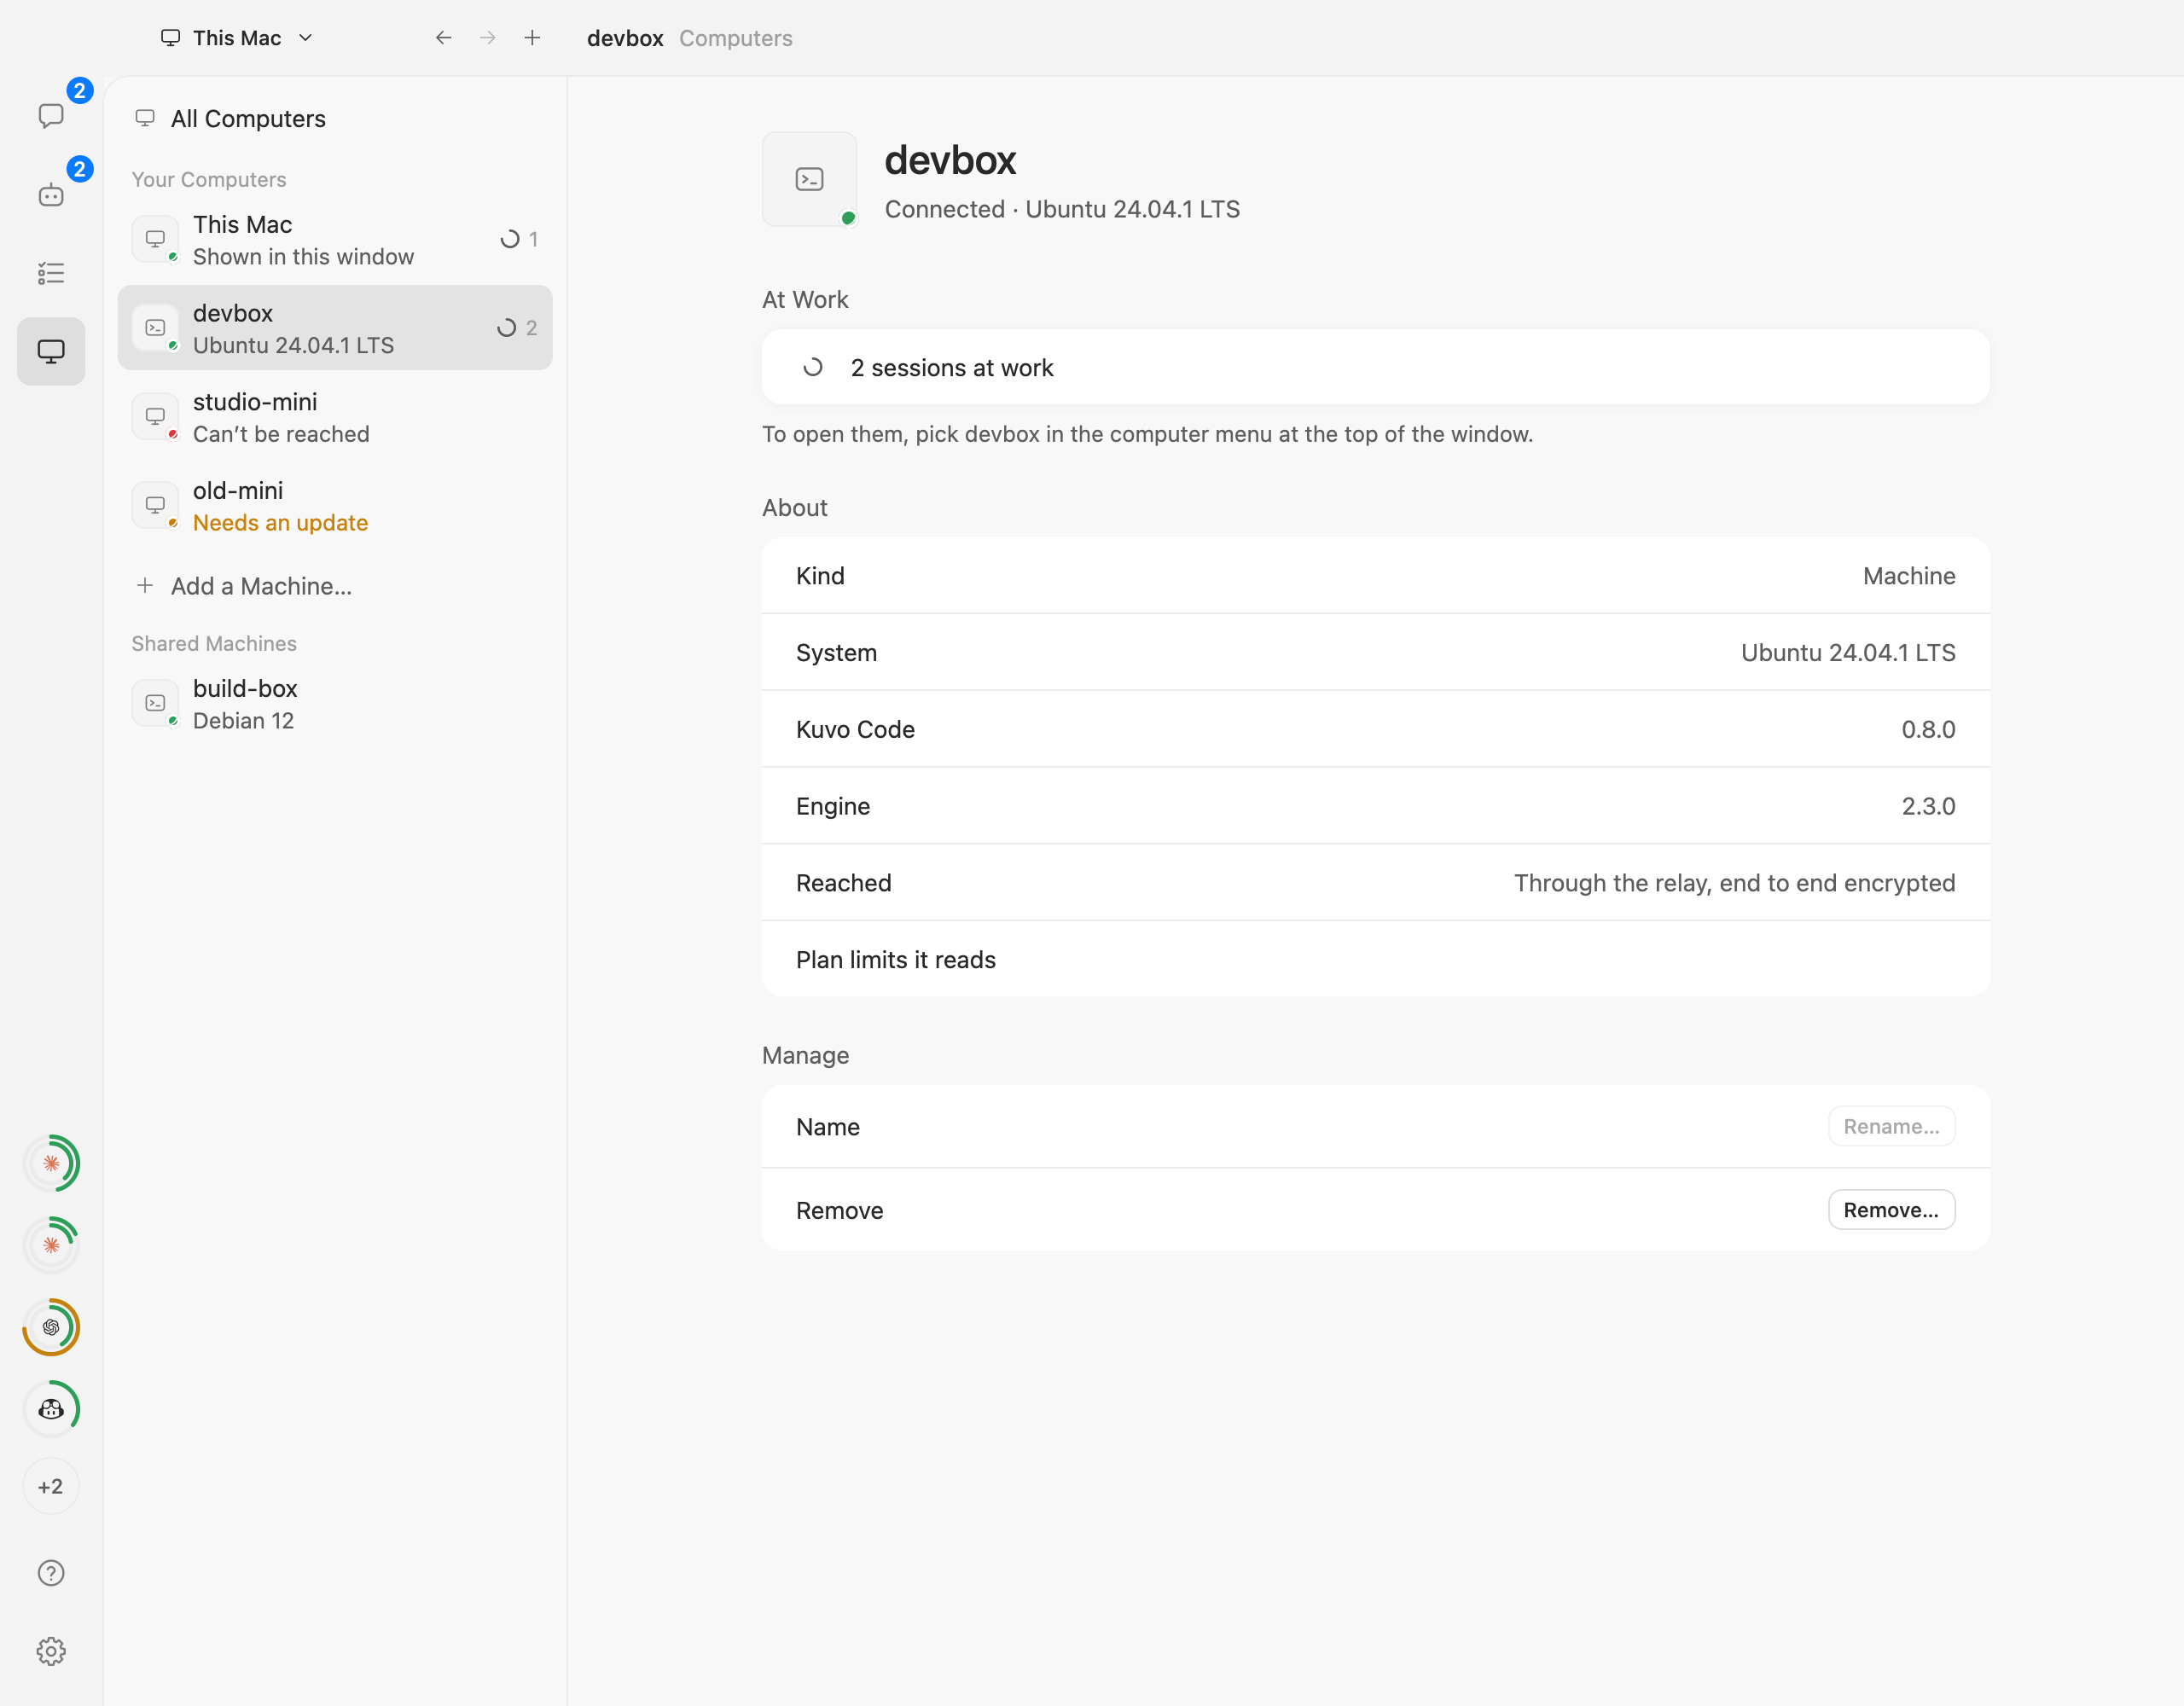 This Mac
devbox Computers
2
2
All Computers
Your Computers
This Mac
Shown in this window
1
devbox
Ubuntu 24.04.1 LTS
2
studio-mini
Can’t be reached
old-mini
Needs an update
Add a Machine...
Shared Machines
build-box
Debian 12
+2
devbox
Connected · Ubuntu 24.04.1 LTS
At Work
2 sessions at work
To open them, pick devbox in the computer menu at the top of the window.
About
Kind Machine
System Ubuntu 24.04.1 LTS
Kuvo Code 0.8.0
Engine 2.3.0
Reached Through the relay, end to end encrypted
Plan limits it reads
Manage
Name Rename...
Remove Remove...